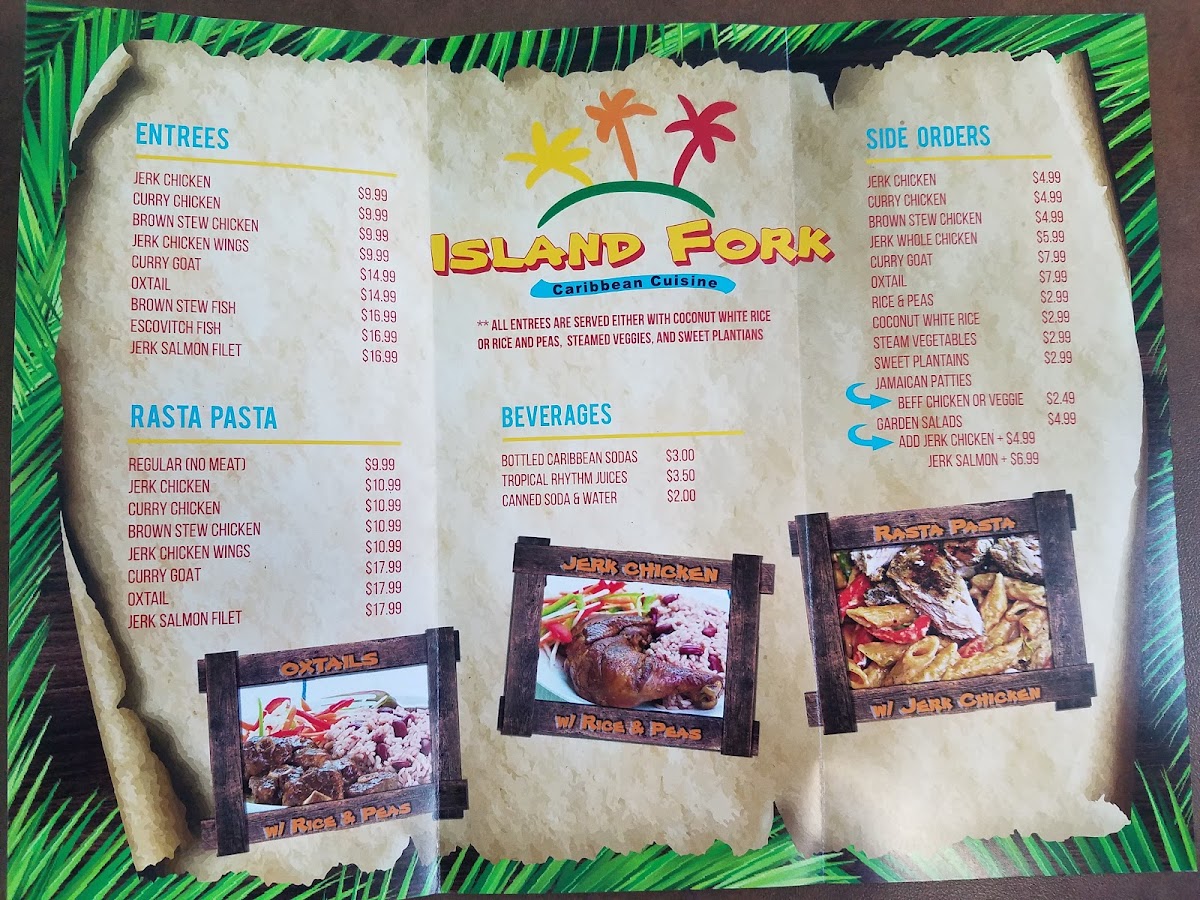 ENTREES
JERK CHICKEN $9.99
CURRY CHICKEN $9.99
BROWN STEW CHICKEN $9.99
JERK CHICKEN WINGS $9.99
CURRY GOAT $14.99
OXTAIL $14.99
BROWN STEW FISH $16.99
ESCOVITCH FISH $16.99
JERK SALMON FILET $16.99
RASTA PASTA
REGULAR (NO MEAT) $9.99
JERK CHICKEN $10.99
CURRY CHICKEN $10.99
BROWN STEW CHICKEN $10.99
JERK CHICKEN WINGS $10.99
CURRY GOAT $17.99
OXTAIL $17.99
JERK SALMON FILET $17.99
OXTAILS
W/ RICE & PEAS
ISLAND FORK
Caribbean Cuisine
** ALL ENTREES ARE SERVED EITHER WITH COCONUT WHITE RICE
OR RICE AND PEAS, STEAMED VEGGIES, AND SWEET PLANTIANS
BEVERAGES
BOTTLED CARIBBEAN SODAS $3.00
TROPICAL RHYTHM JUICES $3.50
CANNED SODA & WATER $2.00
JERK CHICKEN
W/ RICE & PEAS
SIDE ORDERS
JERK CHICKEN $4.99
CURRY CHICKEN $4.99
BROWN STEW CHICKEN $4.99
JERK WHOLE CHICKEN $5.99
CURRY GOAT $7.99
OXTAIL $7.99
RICE & PEAS $2.99
COCONUT WHITE RICE $2.99
STEAM VEGETABLES $2.99
SWEET PLANTAINS $2.99
JAMAICAN PATTIES
BEFF CHICKEN OR VEGGIE $2.49
GARDEN SALADS $4.99
ADD JERK CHICKEN + $4.99
JERK SALMON + $6.99
RASTA PASTA
W/ JERK CHICKEN